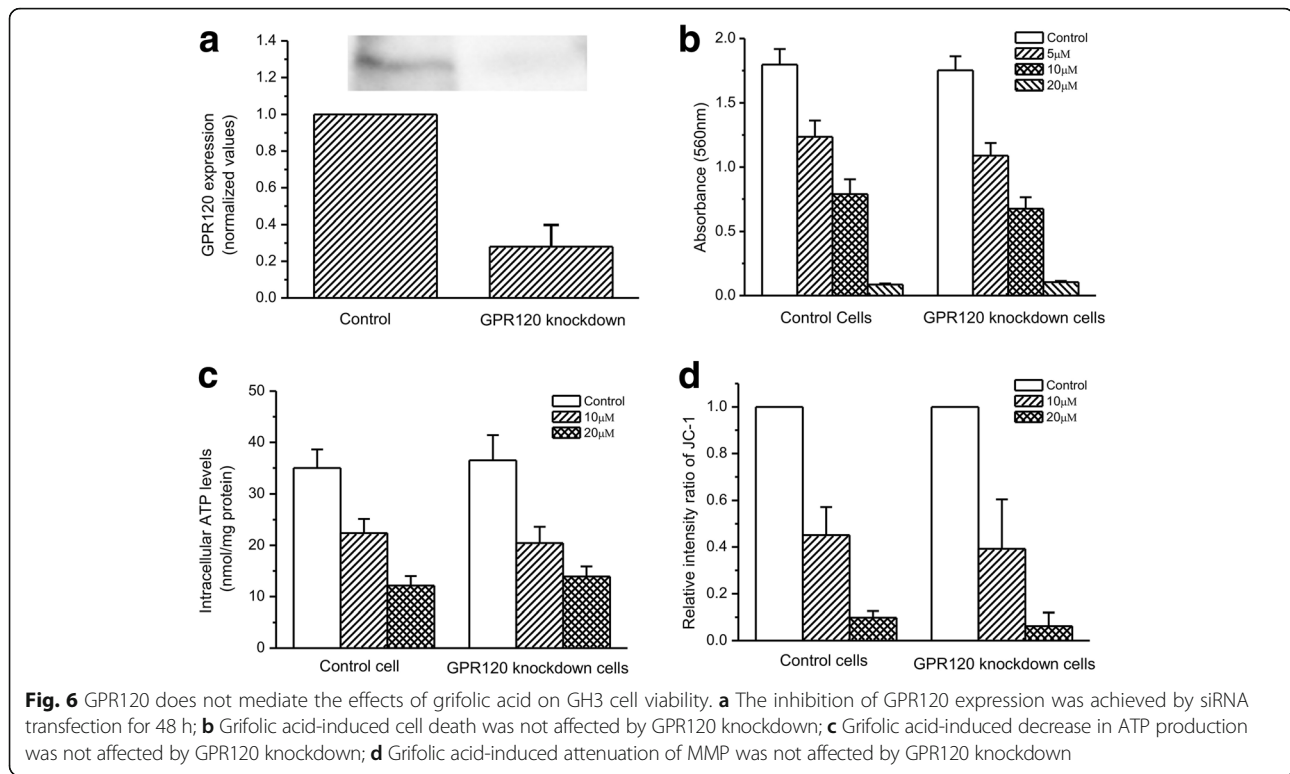 a
1.4
1.2
1.0
0.8
0.6
0.4
0.2
0.0
GPR120 expression
(normalized values)
Control
GPR120 knockdown
b
2.0
1.5
1.0
0.5
0.0
Absorbance (560nm)
Control
5μM
10μM
20μM
Control Cells
GPR120 knockdown cells
c
50
40
30
20
10
0
Intracellular ATP levels
(nmol/mg protein)
Control
10μM
20μM
Control cell
GPR120 knockdown cells
d
1.0
0.8
0.6
0.4
0.2
0.0
Relative intensity ratio of JC-1
Control
10μM
20μM
Control cells
GPR120 knockdown cells
Fig. 6 GPR120 does not mediate the effects of grifolic acid on GH3 cell viability. a The inhibition of GPR120 expression was achieved by siRNA
transfection for 48 h; b Grifolic acid-induced cell death was not affected by GPR120 knockdown; c Grifolic acid-induced decrease in ATP production
was not affected by GPR120 knockdown; d Grifolic acid-induced attenuation of MMP was not affected by GPR120 knockdown